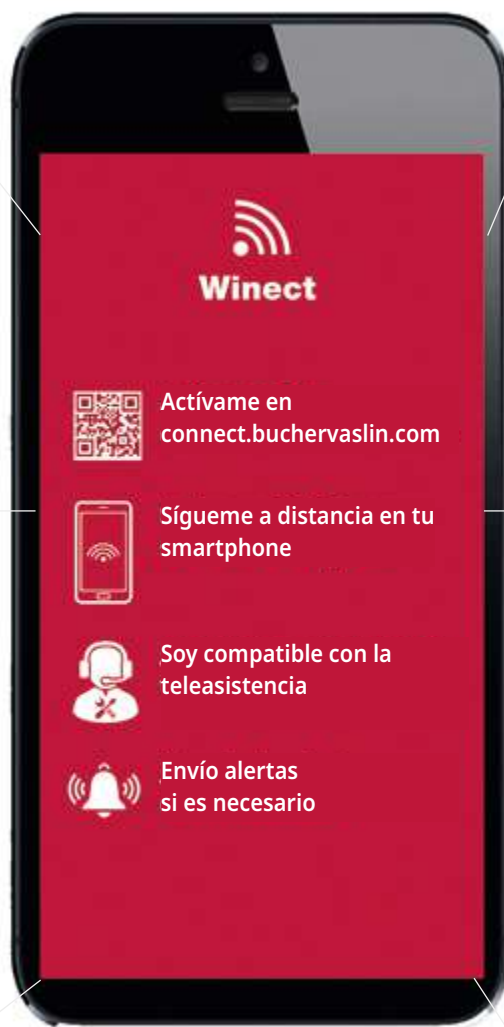 Winect
Actívame en
connect.buchervaslin.com
Sígueme a distancia en tu
smartphone
Soy compatible con la
teleasistencia
Envío alertas
si es necesario